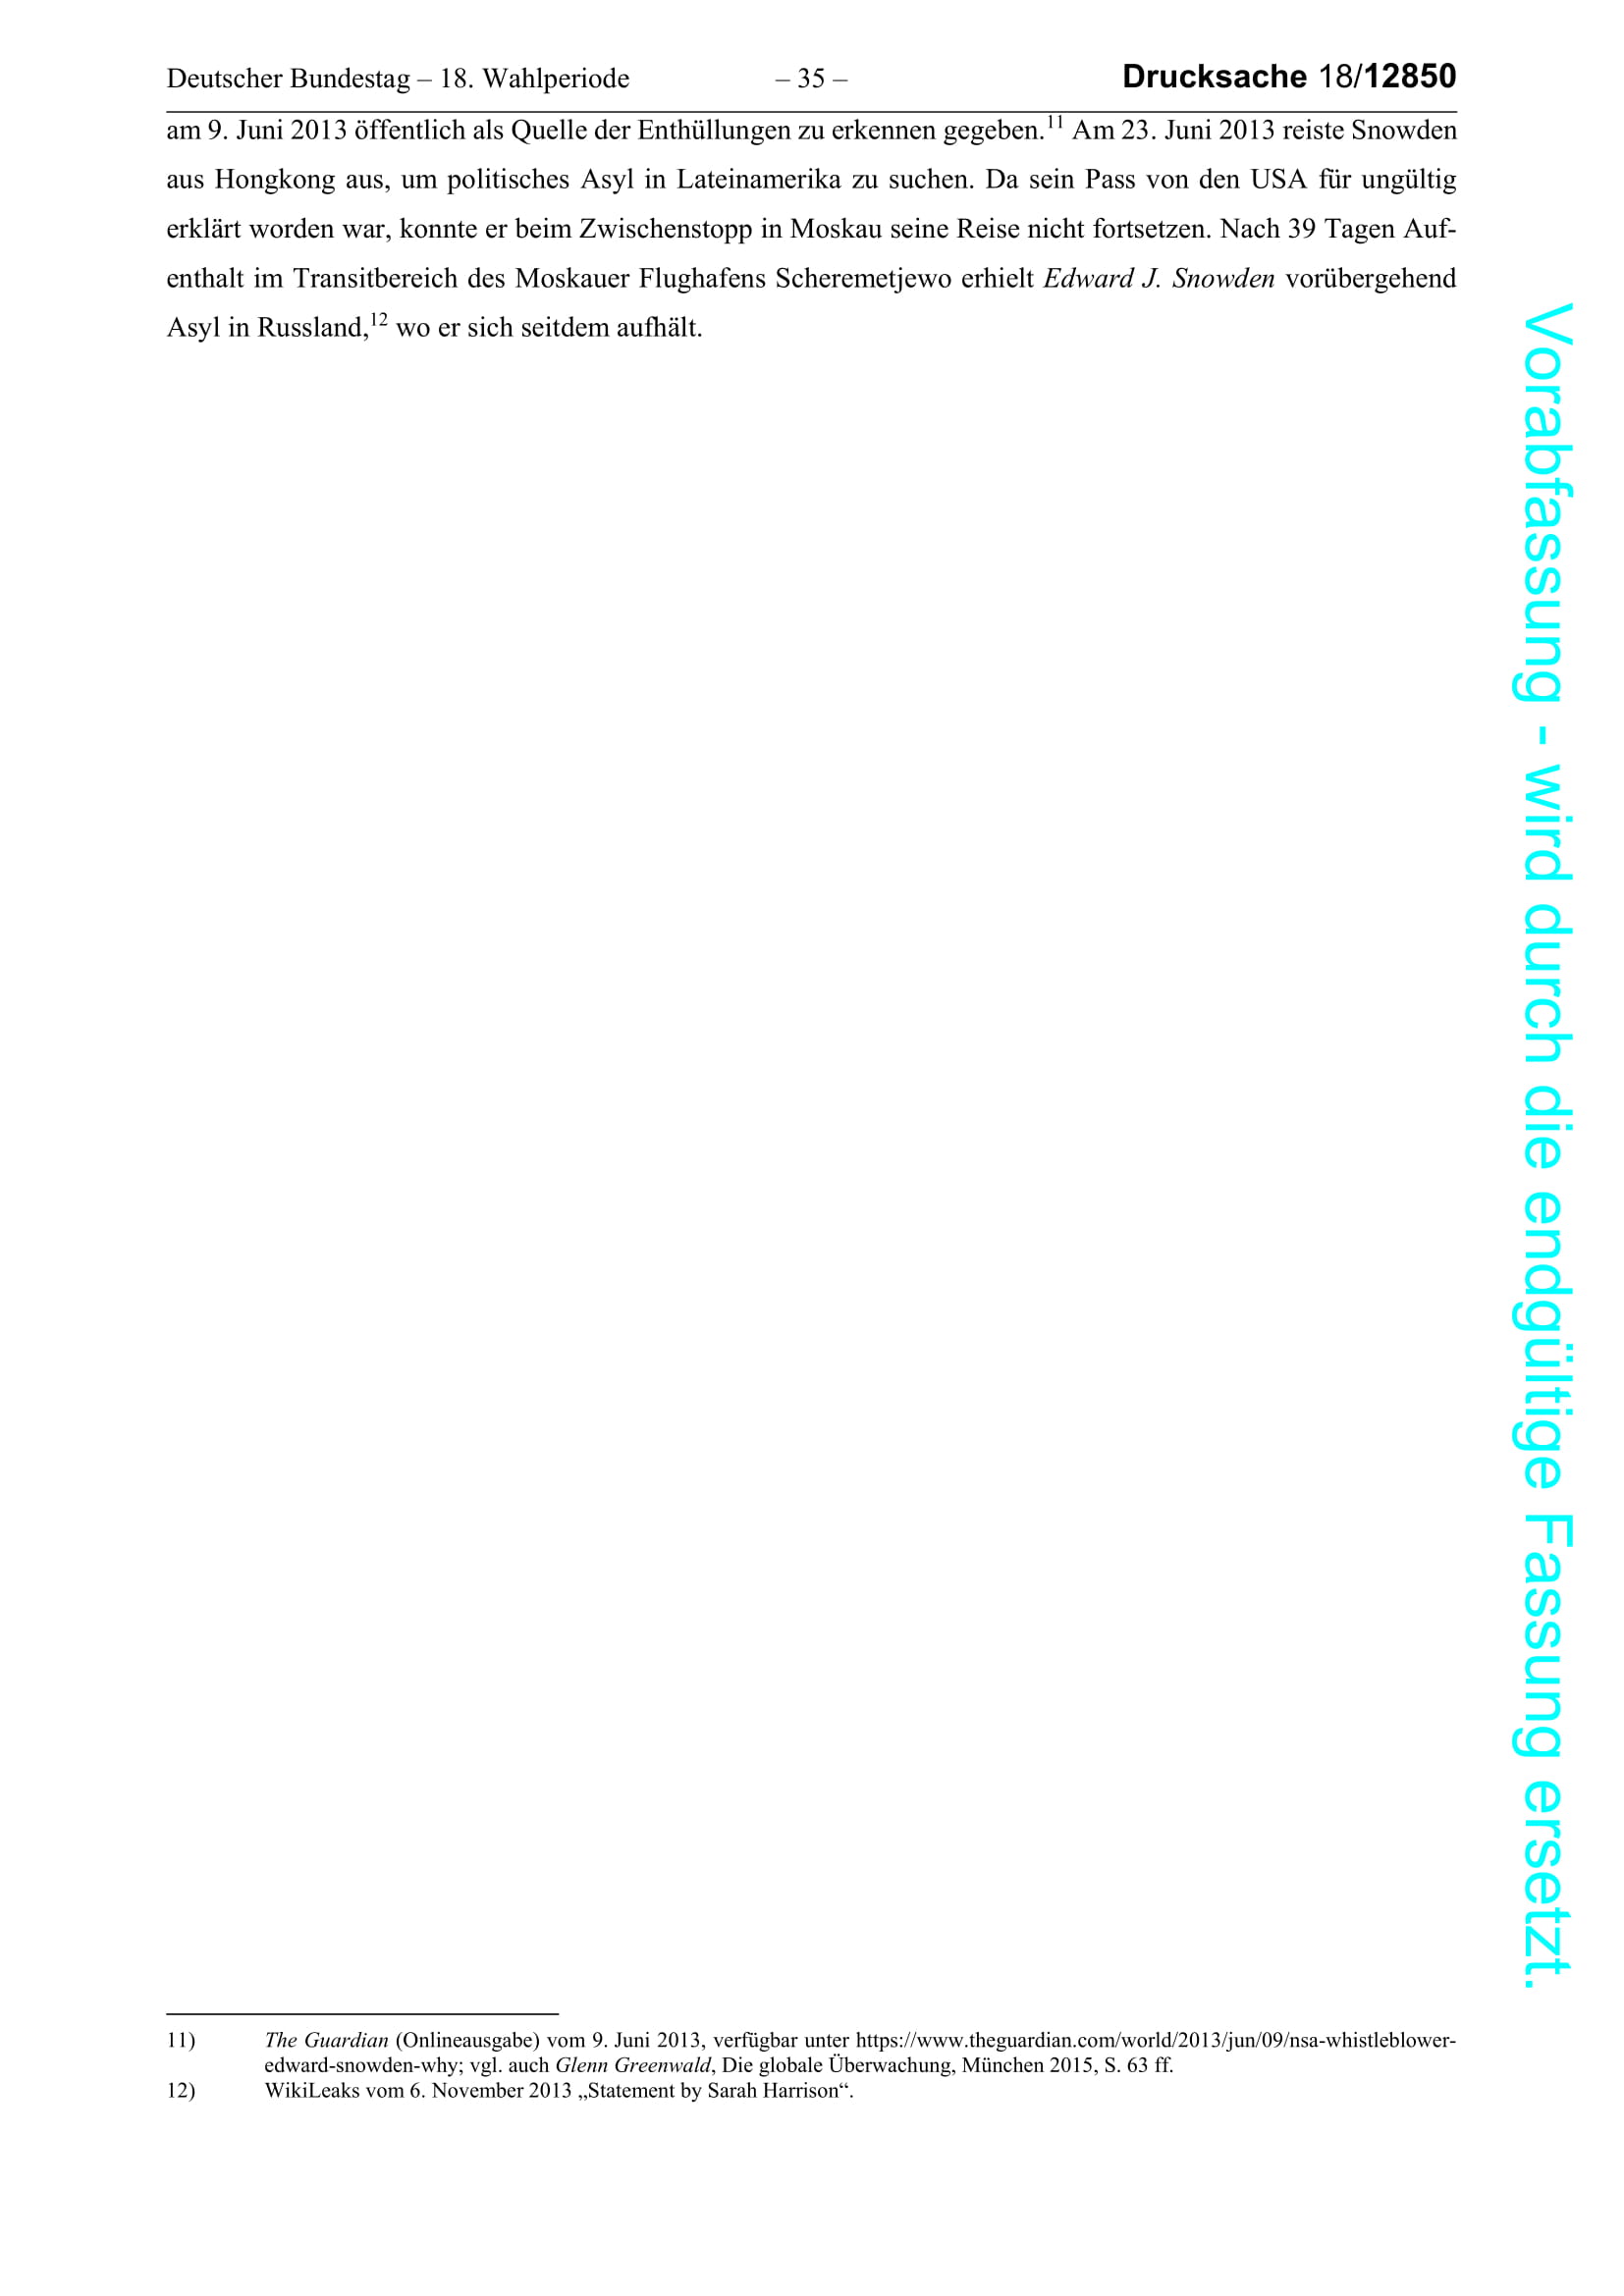 Deutscher Bundestag – 18. Wahlperiode – 35 – Drucksache 18/12850
am 9. Juni 2013 öffentlich als Quelle der Enthüllungen zu erkennen gegeben.11 Am 23. Juni 2013 reiste Snowden
aus Hongkong aus, um politisches Asyl in Lateinamerika zu suchen. Da sein Pass von den USA für ungültig
erklärt worden war, konnte er beim Zwischenstopp in Moskau seine Reise nicht fortsetzen. Nach 39 Tagen Auf-
enthalt im Transitbereich des Moskauer Flughafens Scheremetjewo erhielt Edward J. Snowden vorübergehend
Asyl in Russland,12 wo er sich seitdem aufhält.
Vorabfassung - wird durch die endgültige Fassung ersetzt.
11) The Guardian (Onlineausgabe) vom 9. Juni 2013, verfügbar unter https://www.theguardian.com/world/2013/jun/09/nsa-whistleblower-
edward-snowden-why; vgl. auch Glenn Greenwald, Die globale Überwachung, München 2015, S. 63 ff.
12) WikiLeaks vom 6. November 2013 „Statement by Sarah Harrison“.